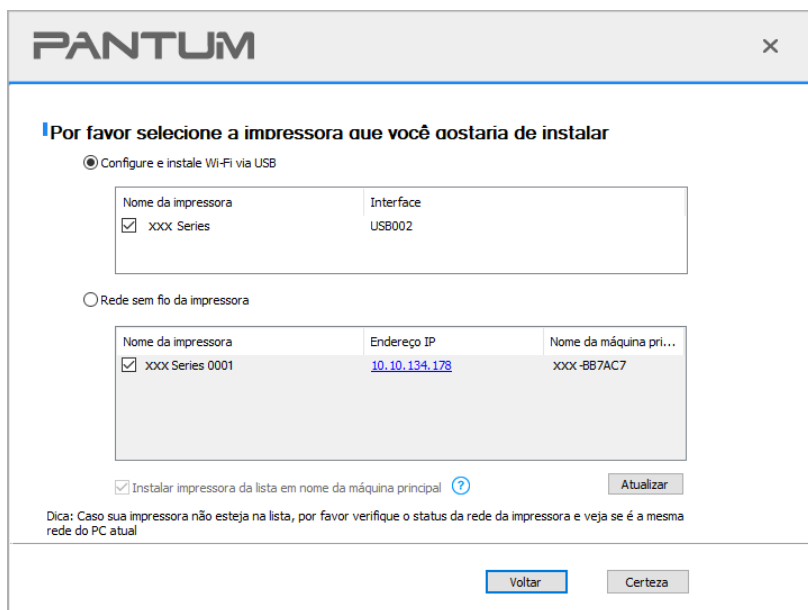 PANTUM
Por favor selecione a impressora que você gostaria de instalar
Configure e instale Wi-Fi via USB
Nome da impressora Interface
XXX Series USB002
Rede sem fio da impressora
Nome da impressora Endereço IP Nome da máquina pri...
XXX Series 0001 10.10.134.178 XXX-BB7AC7
Instalar impressora da lista em nome da máquina principal ? Atualizar
Dica: Caso sua impressora não esteja na lista, por favor verifique o status da rede da impressora e veja se é a mesma
rede do PC atual
Voltar Certeza